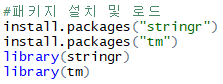 #패키지 설치 및 로드
install.packages("stringr")
install.packages("tm")
library(stringr)
library(tm)